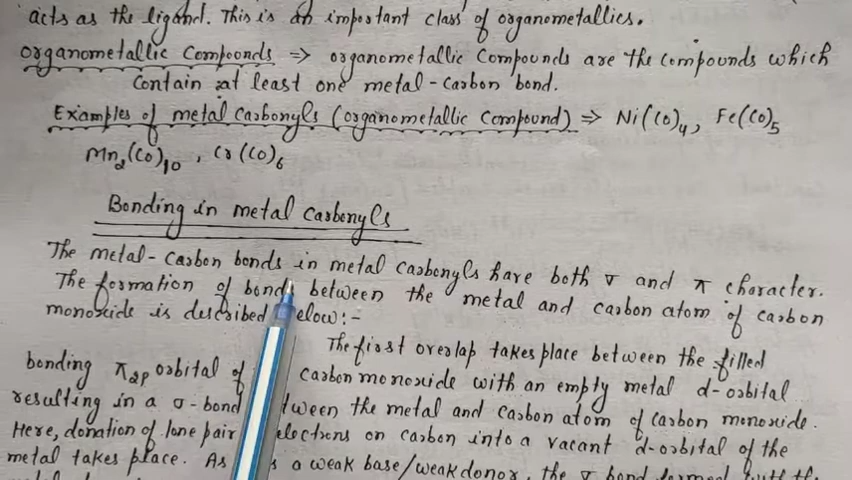 acts as the ligand. This is an important class of organometallics.
organometallic Compounds ⇒ organometallic Compounds are the compounds which
contain at least one metal-carbon bond.
Examples of metal carbonyls (organometallic Compound) ⇒ Ni(CO)4, Fe(CO)5
Mn2(CO)10, Cr(CO)6
Bonding in metal carbonyls
The metal-carbon bonds in metal carbonyls have both σ and π character.
The formation of bond between the metal and carbon atom of carbon
monoxide is described elow:-
The first overlap takes place between the filled
bonding π2p orbital of carbon monoxide with an empty metal d-orbital
resulting in a σ-bond tween the metal and carbon atom of carbon monoxide.
Here, donation of lone pair electrons on carbon into a vacant d-orbital of the
metal takes place. As a weak base/weak donor, the σ bond formed